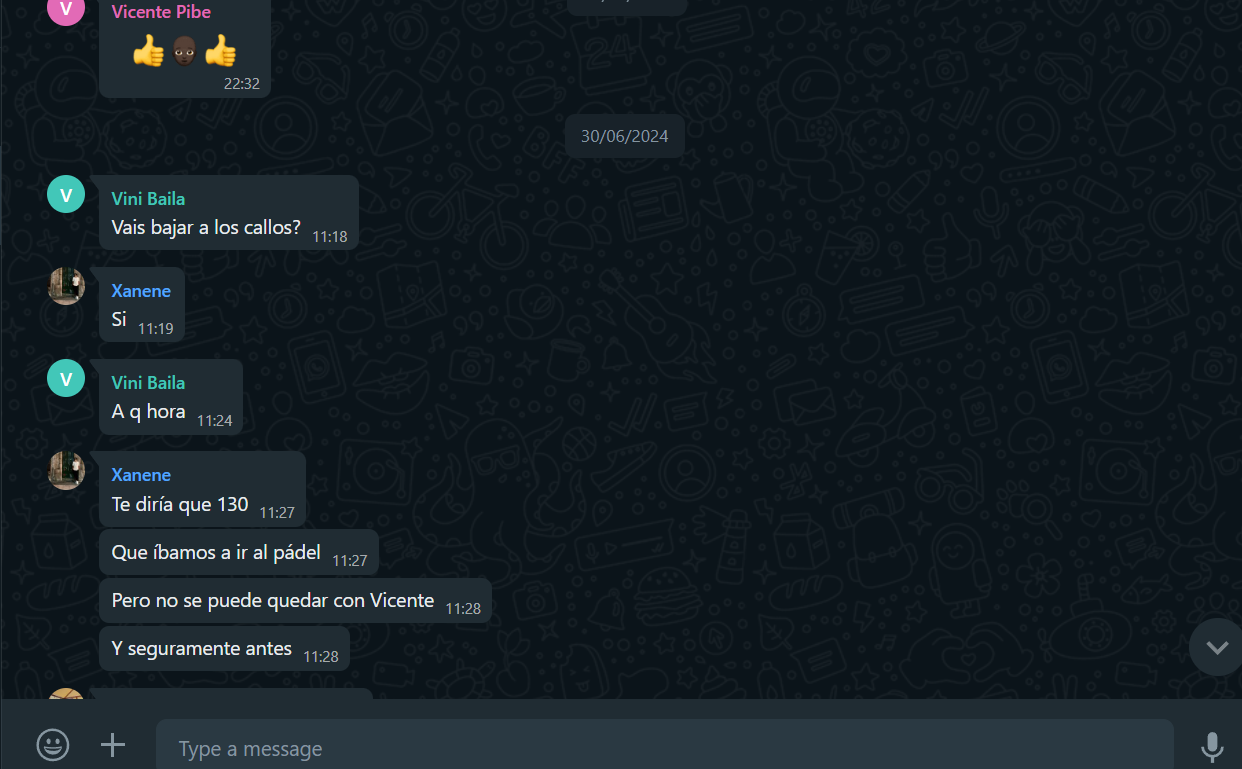 Vicente Pibe
👍👨🏿‍🦲👍
22:32
30/06/2024
Vini Baila
Vais bajar a los callos? 11:18
Xanene
Si 11:19
Vini Baila
A q hora 11:24
Xanene
Te diría que 130 11:27
Que íbamos a ir al pádel 11:27
Pero no se puede quedar con Vicente 11:28
Y seguramente antes 11:28
Type a message